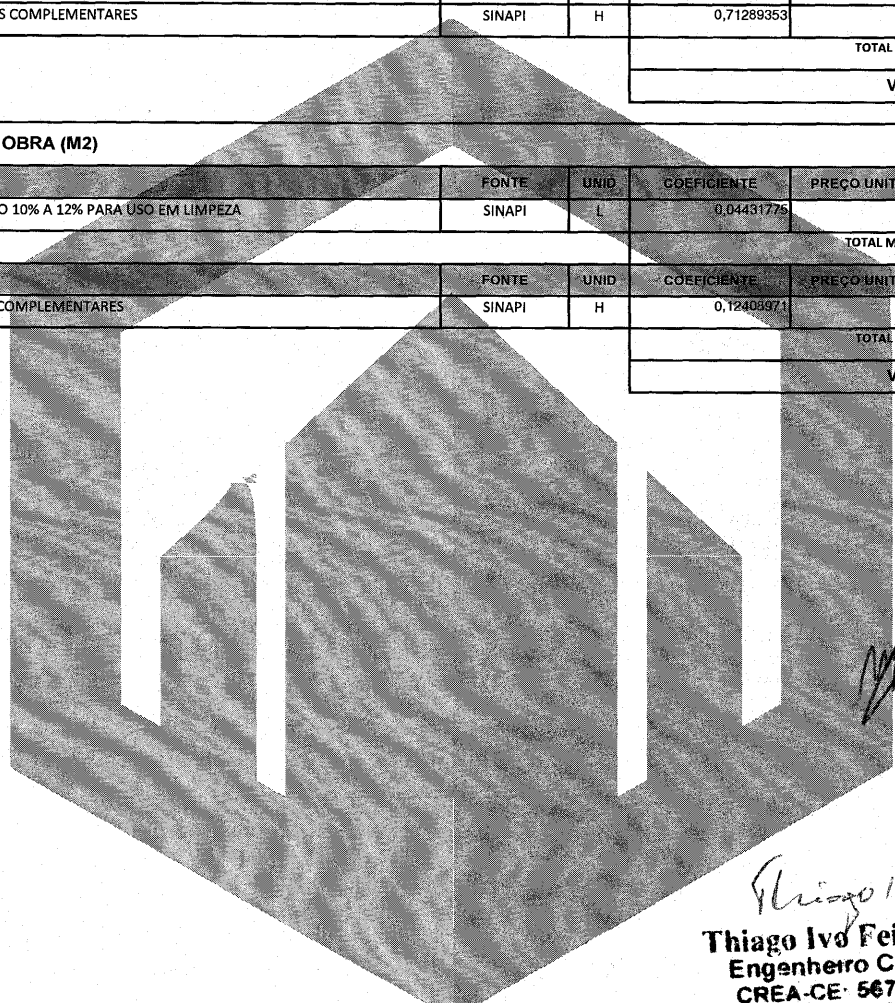 S COMPLEMENTARES SINAPI H 0,71289353
TOTAL
V
OBRA (M2)
FONTE UNID COEFICIENTE PREÇO UNIT
O 10% A 12% PARA USO EM LIMPEZA SINAPI L 0,04431775
TOTAL M
FONTE UNID COEFICIENTE PREÇO UNIT
COMPLEMENTARES SINAPI H 0,12408971
TOTAL
V
Thiago I
Thiago Ivo Fei
Engenheiro C
CREA-CE 567